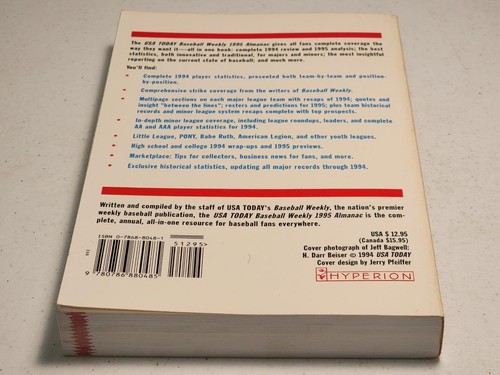 The USA TODAY Baseball Weekly 1995 Almanac gives all fans complete coverage the
way they want it—all in one book: complete 1994 review and 1995 analysis; the best
statistics, both innovative and traditional, for majors and minors; the most insightful
reporting on the current state of baseball; and much more.
You'll find:
• Complete 1994 player statistics, presented both team-by-team and position-
by-position.
• Comprehensive strike coverage from the writers of Baseball Weekly.
• Multipage sections on each major league team with recaps of 1994; quotes and
insight "between the lines"; rosters and predictions for 1995; plus team historical
records and minor league system recaps complete with top prospects.
• In-depth minor league coverage, including league roundups, leaders, and complete
AA and AAA player statistics for 1994.
• Little League, PONY, Babe Ruth, American Legion, and other youth leagues.
• High school and college 1994 wrap-ups and 1995 previews.
• Marketplace: Tips for collectors, business news for fans, and more.
• Exclusive historical statistics, updating all major records through 1994.
Written and compiled by the staff of USA TODAY's Baseball Weekly, the nation's premier
weekly baseball publication, the USA TODAY Baseball Weekly 1995 Almanac is the com-
plete, annual, all-in-one resource for baseball fans everywhere.
ISBN 0-7868-8048-1
51295
9 780786 880485
USA $ 12.95
(Canada $15.95)
Cover photograph of Jeff Bagwell;
H. Darr Beiser © 1994 USA TODAY
Cover design by Jerry Pfeiffer
HYPERION